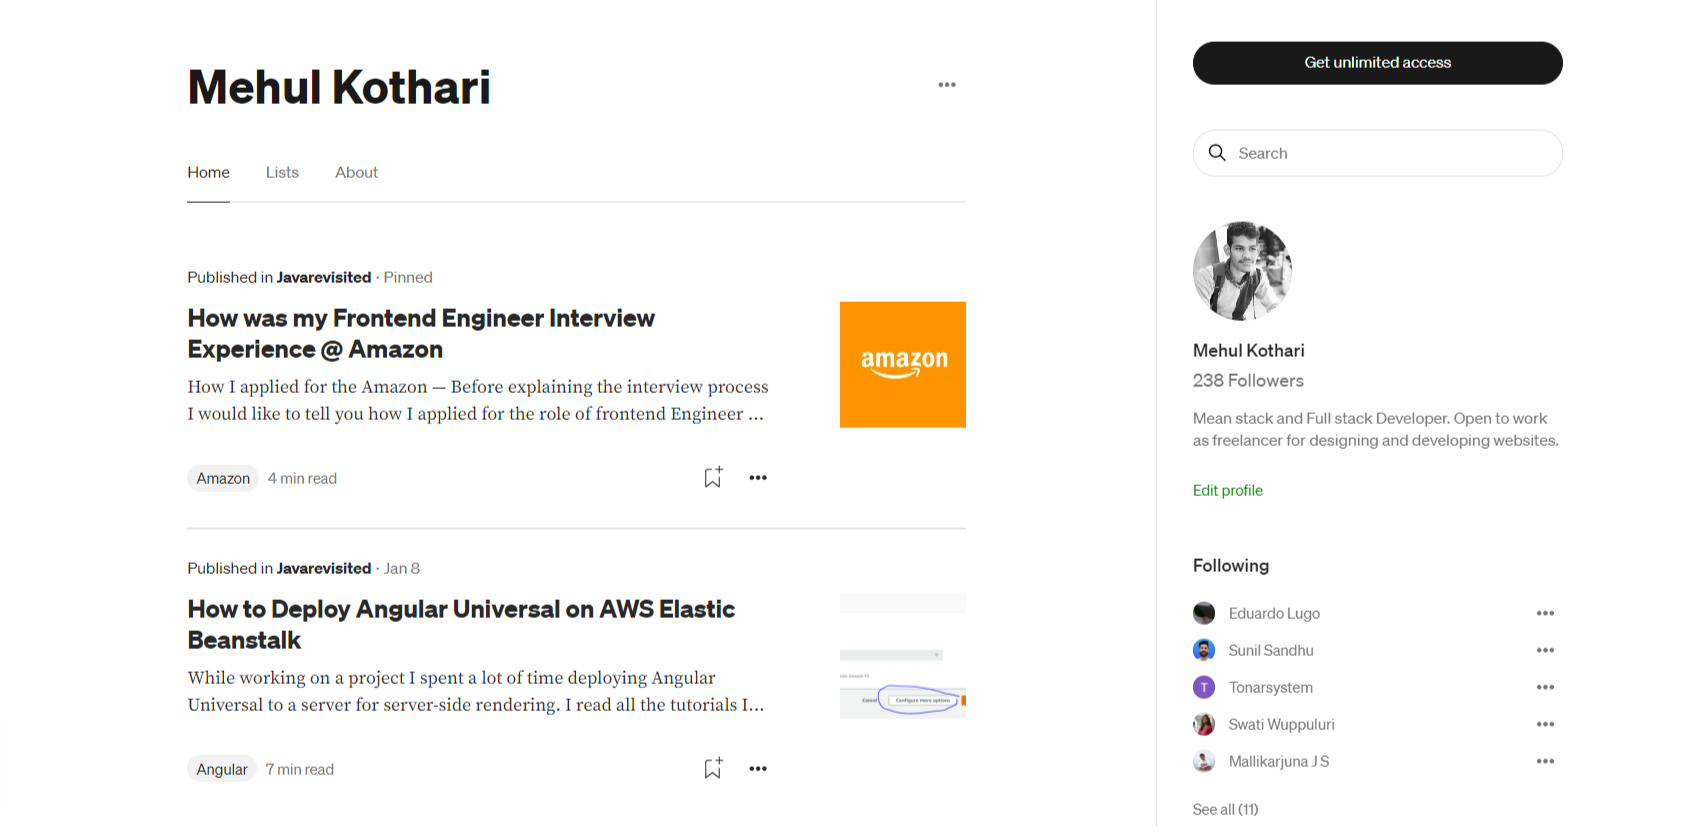 Mehul Kothari
Home Lists About
Published in Javarevisited · Pinned
How was my Frontend Engineer Interview
Experience @ Amazon
How I applied for the Amazon — Before explaining the interview process
I would like to tell you how I applied for the role of frontend Engineer …
amazon
Amazon 4 min read
Published in Javarevisited · Jan 8
How to Deploy Angular Universal on AWS Elastic
Beanstalk
While working on a project I spent a lot of time deploying Angular
Universal to a server for server-side rendering. I read all the tutorials I…
Cancel Configure more options
Angular 7 min read
Get unlimited access
Search
Mehul Kothari
238 Followers
Mean stack and Full stack Developer. Open to work
as freelancer for designing and developing websites.
Edit profile
Following
Eduardo Lugo
Sunil Sandhu
T Tonarsystem
Swati Wuppuluri
Mallikarjuna J S
See all (11)